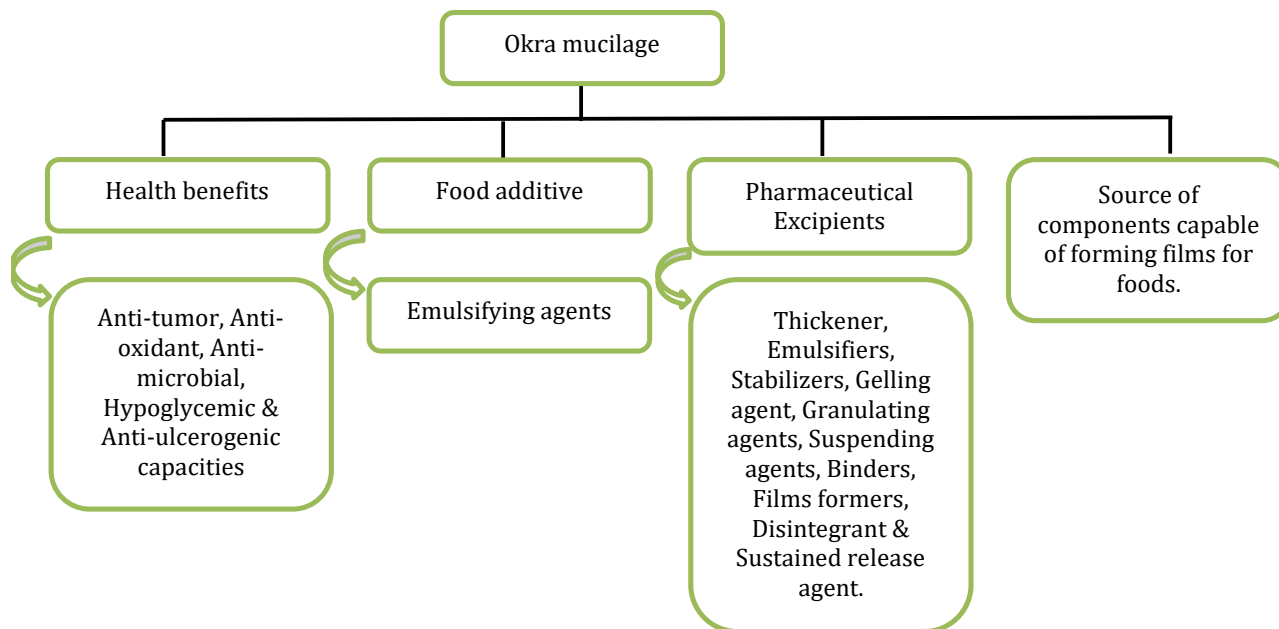 Okra mucilage
Health benefits
Food additive
Pharmaceutical
Excipients
Source of
components capable
of forming films for
foods.
Anti-tumor, Anti-
oxidant, Anti-
microbial,
Hypoglycemic &
Anti-ulcerogenic
capacities
Emulsifying agents
Thickener,
Emulsifiers,
Stabilizers, Gelling
agent, Granulating
agents, Suspending
agents, Binders,
Films formers,
Disintegrant &
Sustained release
agent.